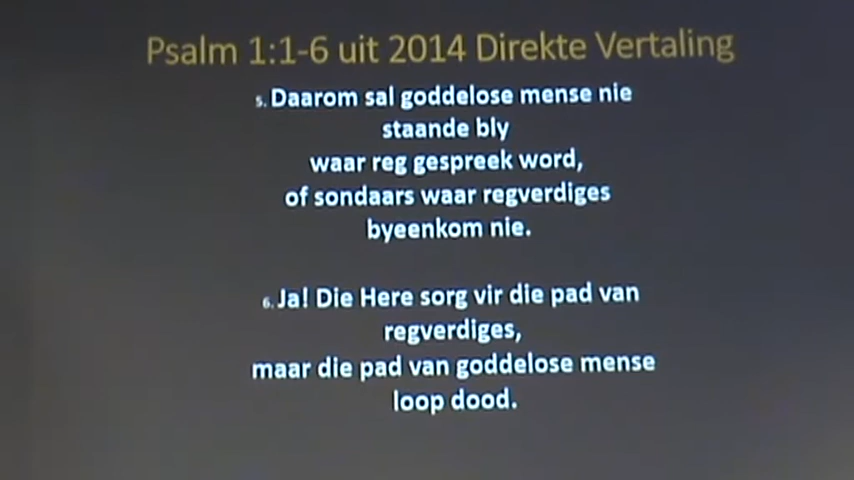 Psalm 1:1-6 uit 2014 Direkte Vertaling
5. Daarom sal goddelose mense nie
staande bly
waar reg gespreek word,
of sondaars waar regverdiges
byeenkom nie.
6. Ja! Die Here sorg vir die pad van
regverdiges,
maar die pad van goddelose mense
loop dood.